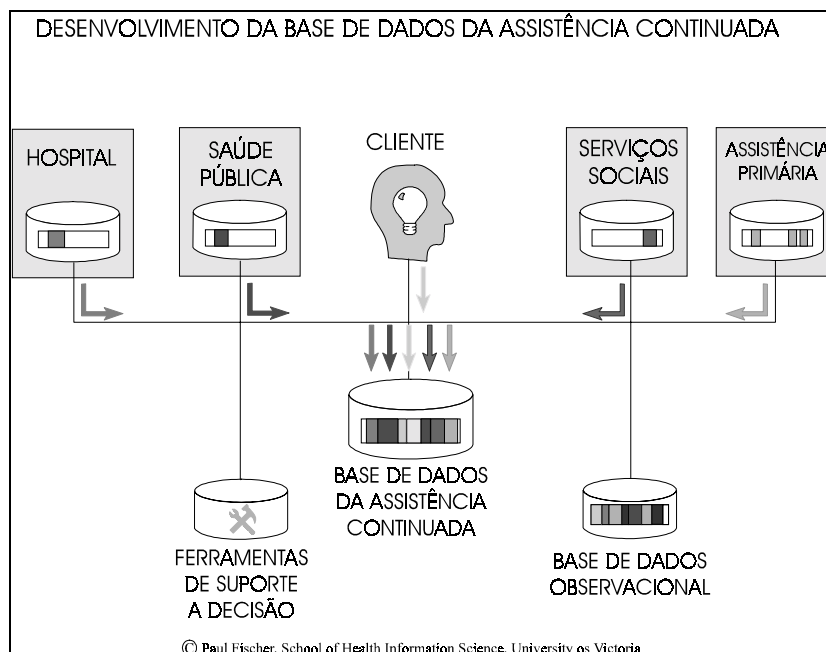 DESENVOLVIMENTO DA BASE DE DADOS DA ASSISTÊNCIA CONTINUADA
HOSPITAL
SAÚDE
PÚBLICA
CLIENTE
SERVIÇOS
SOCIAIS
ASSISTÊNCIA
PRIMÁRIA
BASE DE DADOS
DA ASSISTÊNCIA
CONTINUADA
FERRAMENTAS
DE SUPORTE
A DECISÃO
BASE DE DADOS
OBSERVACIONAL
© Paul Fischer, School of Health Information Science, University os Victoria